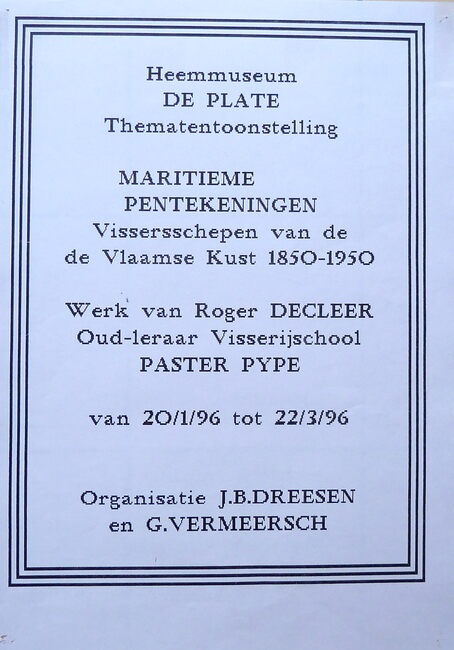 Heemmuseum
DE PLATE
Thematentoonstelling
MARITIEME
PENTEKENINGEN
Vissersschepen van de
de Vlaamse Kust 1850-1950
Werk van Roger DECLEER
Oud-leraar Visserijschool
PASTER PYPE
van 20/1/96 tot 22/3/96
Organisatie J.B.DREESEN
en G.VERMEERSCH